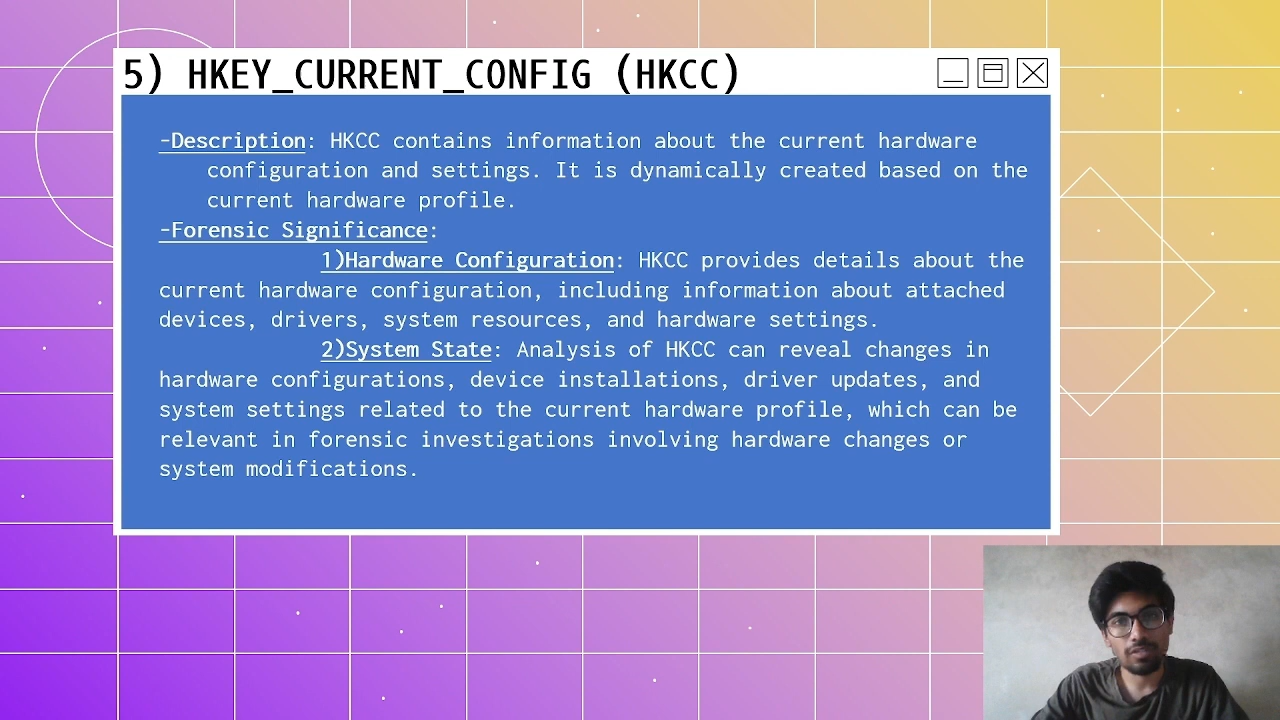 5) HKEY_CURRENT_CONFIG (HKCC)
-Description: HKCC contains information about the current hardware
configuration and settings. It is dynamically created based on the
current hardware profile.
-Forensic Significance:
1)Hardware Configuration: HKCC provides details about the
current hardware configuration, including information about attached
devices, drivers, system resources, and hardware settings.
2)System State: Analysis of HKCC can reveal changes in
hardware configurations, device installations, driver updates, and
system settings related to the current hardware profile, which can be
relevant in forensic investigations involving hardware changes or
system modifications.